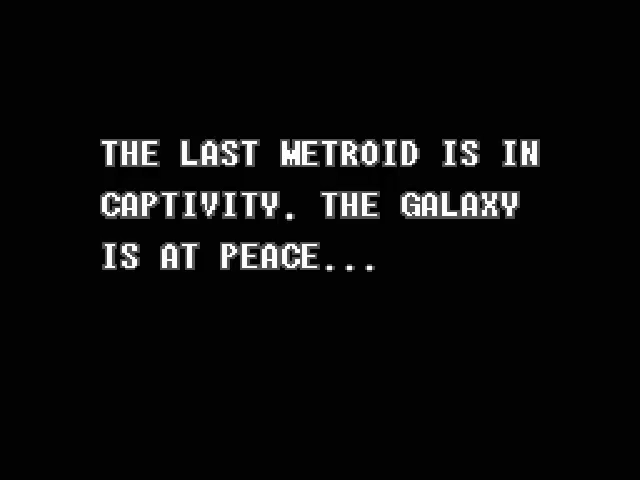 THE LAST METROID IS IN
CAPTIVITY. THE GALAXY
IS AT PEACE...